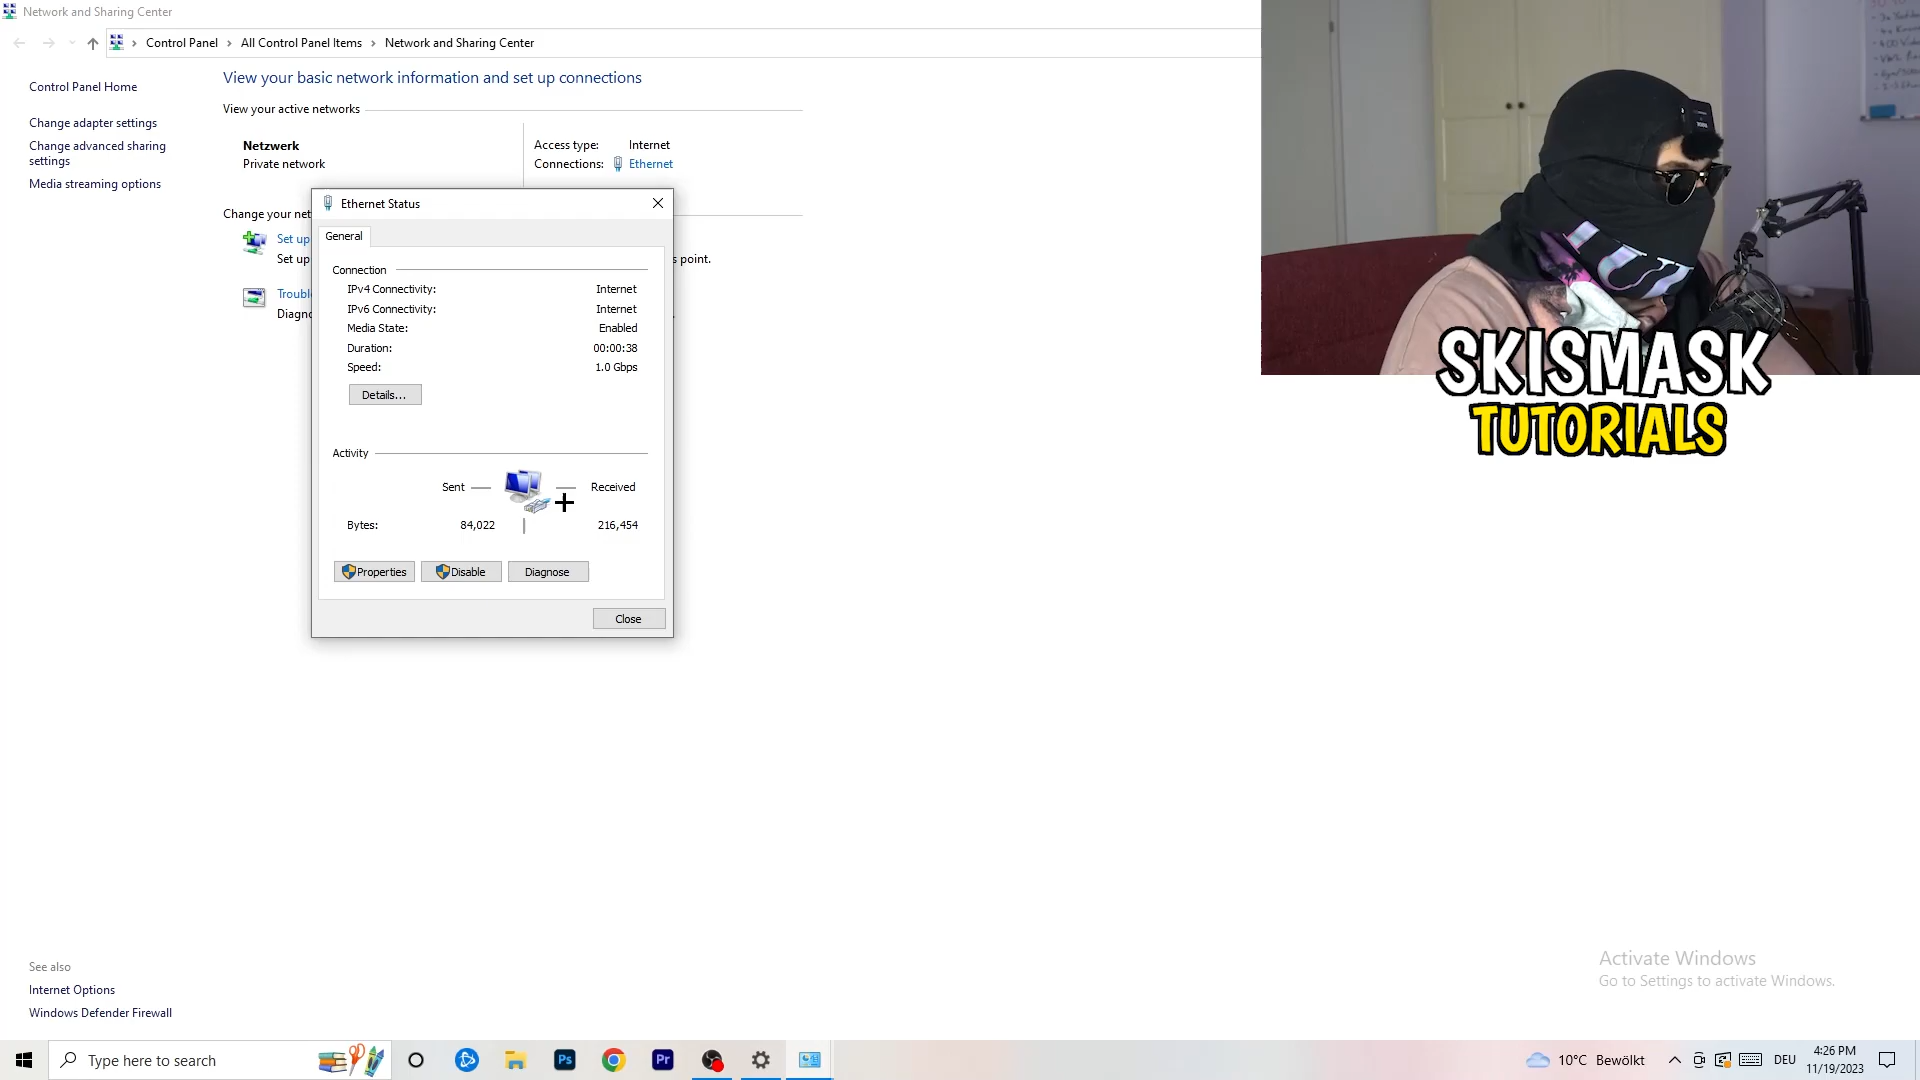 Network and Sharing Center
Control Panel › All Control Panel Items › Network and Sharing Center
Control Panel Home
Change adapter settings
Change advanced sharing
settings
Media streaming options
View your basic network information and set up connections
View your active networks
Netzwerk
Private network
Access type: Internet
Connections: Ethernet
Change your net
Set up
Set up
s point.
Troubl
Diagno
Ethernet Status
General
Connection
IPv4 Connectivity: Internet
IPv6 Connectivity: Internet
Media State: Enabled
Duration: 00:00:38
Speed: 1.0 Gbps
Details...
Activity
Sent
Received
Bytes: 84,022
216,454
Properties
Disable
Diagnose
Close
SKISMASK
TUTORIALS
Activate Windows
Go to Settings to activate Windows.
See also
Internet Options
Windows Defender Firewall
Type here to search
Ps
Pr
10°C Bewölkt
DEU
4:26 PM
11/19/2023